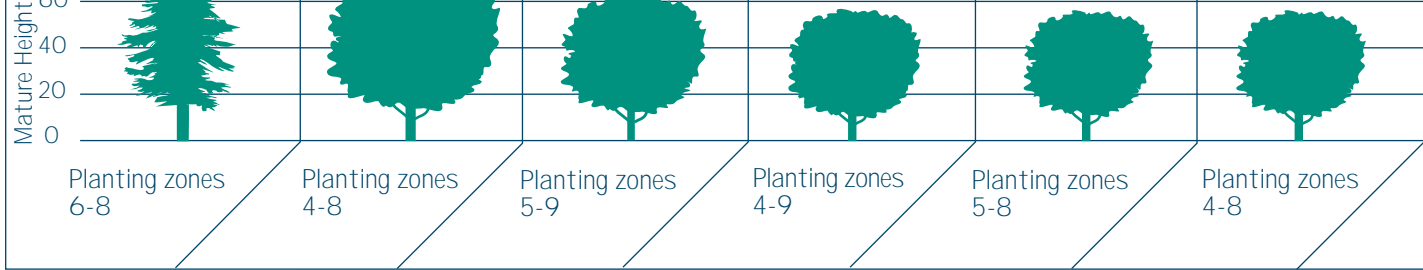 Mature Height
60
40
20
0
Planting zones
6-8
Planting zones
4-8
Planting zones
5-9
Planting zones
4-9
Planting zones
5-8
Planting zones
4-8